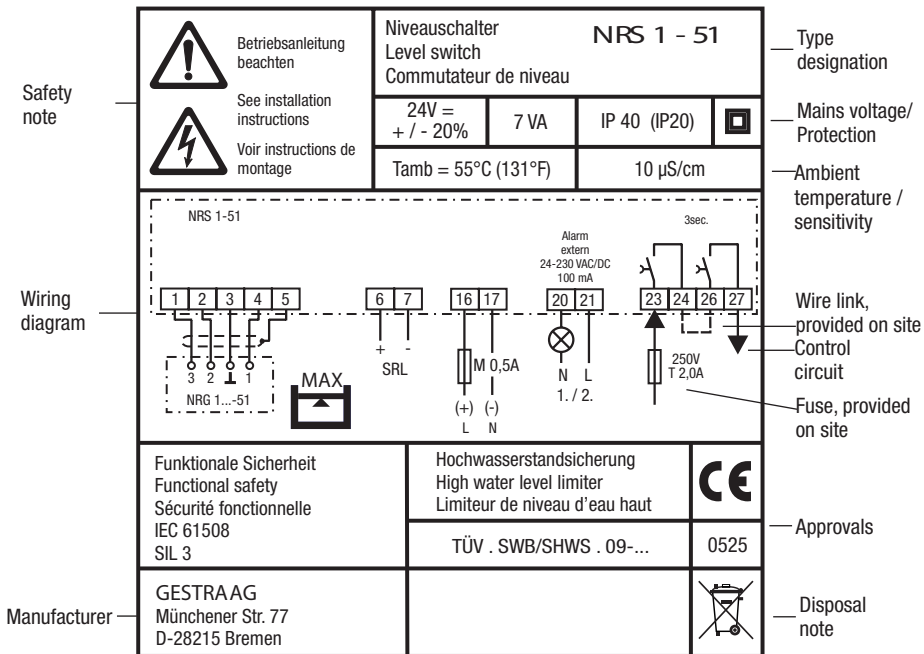 Safety
note
Betriebsanleitung
beachten
See installation
instructions
Voir instructions de
montage
Niveauschalter
Level switch
Commutateur de niveau
NRS 1 - 51
Type
designation
24V =
+ / - 20%
7 VA
IP 40 (IP20)
Mains voltage/
Protection
Tamb = 55°C (131°F)
10 µS/cm
Ambient
temperature /
sensitivity
Wiring
diagram
NRS 1-51
Alarm
extern
24-230 VAC/DC
100 mA
3sec.
1 2 3 4 5 6 7 16 17 20 21 23 24 26 27
+ -
SRL
M 0,5A
(+) (-)
L N
N L
1. / 2.
250V
T 2,0A
3 2 1
NRG 1...-51
MAX
Wire link,
provided on site
Control
circuit
Fuse, provided
on site
Funktionale Sicherheit
Functional safety
Sécurité fonctionnelle
IEC 61508
SIL 3
Hochwasserstandsicherung
High water level limiter
Limiteur de niveau d'eau haut
CE
TÜV . SWB/SHWS . 09-...
0525
Approvals
Manufacturer
GESTRA AG
Münchener Str. 77
D-28215 Bremen
Disposal
note